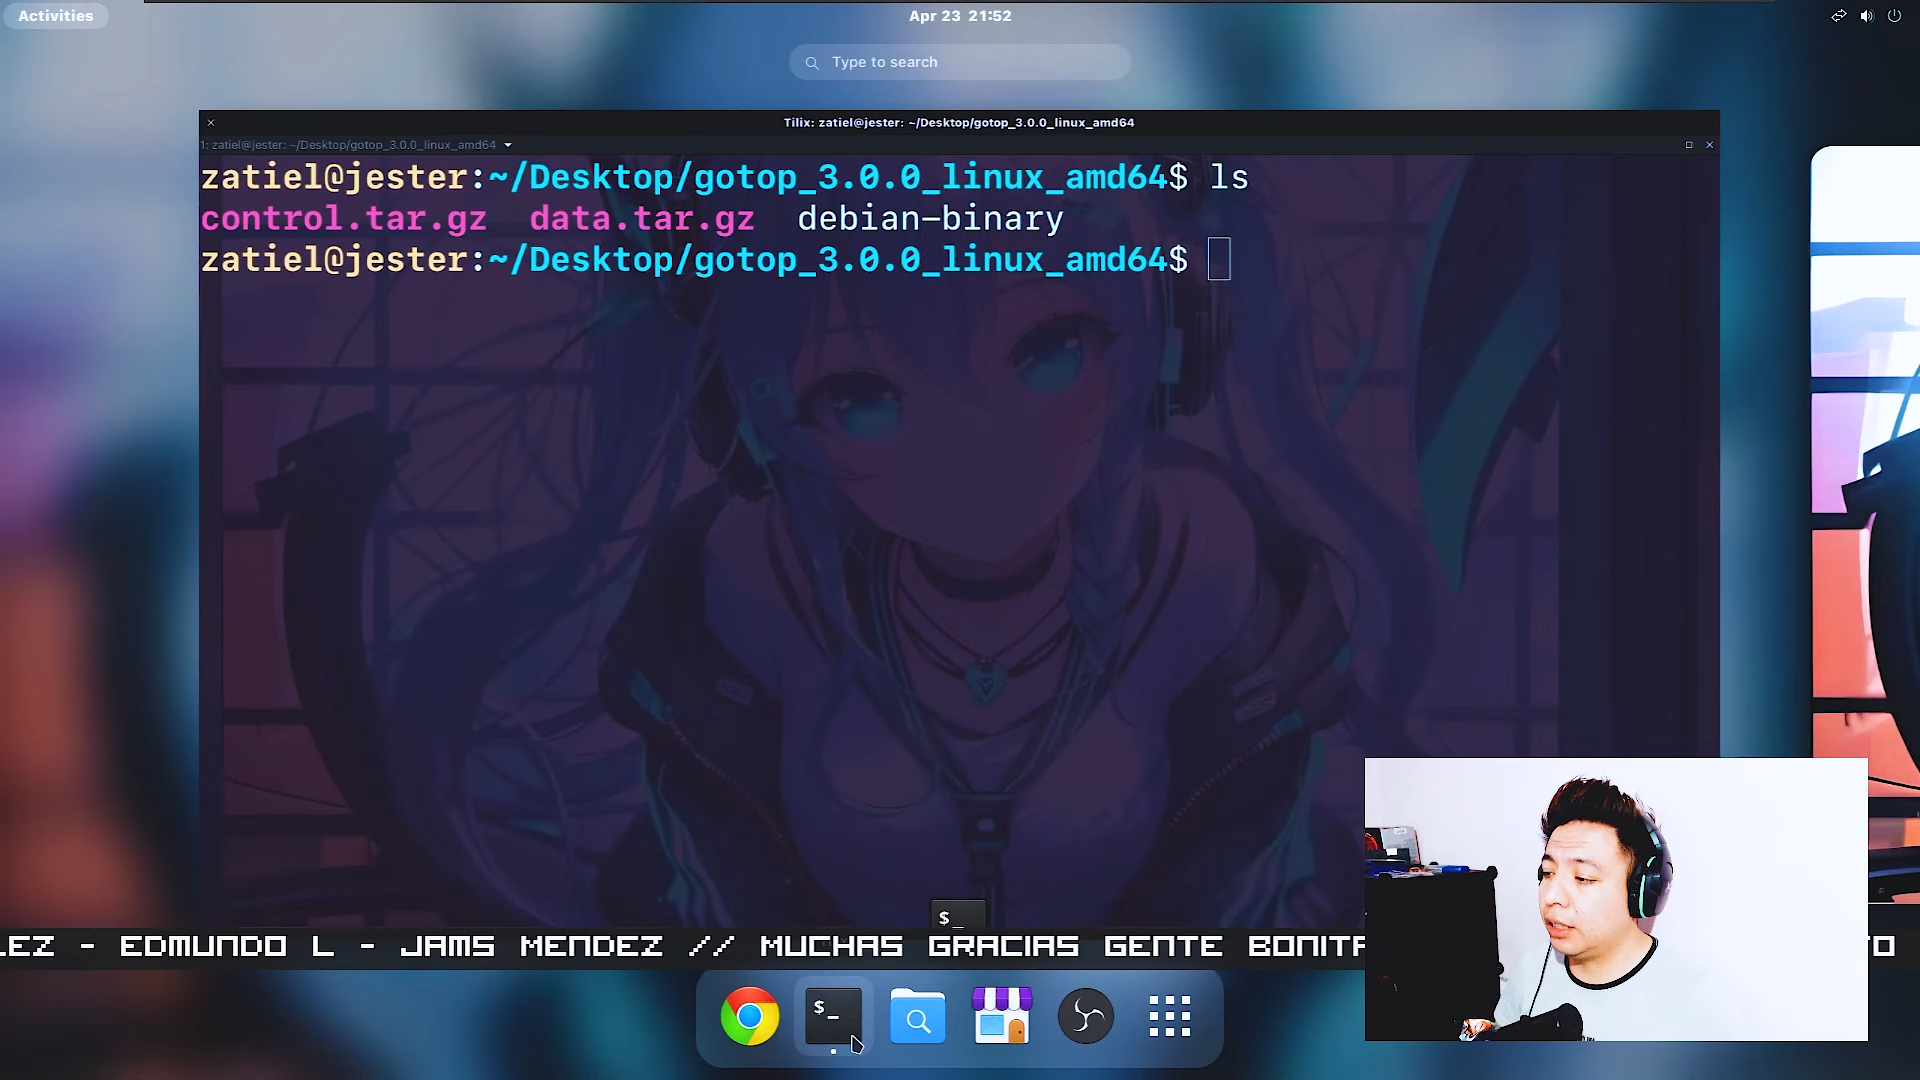 Activities
Apr 23 21:52
Type to search
Tilix: zatiel@jester: ~/Desktop/gotop_3.0.0_linux_amd64
1: zatiel@jester: ~/Desktop/gotop_3.0.0_linux_amd64
zatiel@jester:~/Desktop/gotop_3.0.0_linux_amd64$ ls
control.tar.gz data.tar.gz debian-binary
zatiel@jester:~/Desktop/gotop_3.0.0_linux_amd64$
$_
LEZ - EDMUNDO L - JAMS MENDEZ // MUCHAS GRACIAS GENTE BONITA TO
$_